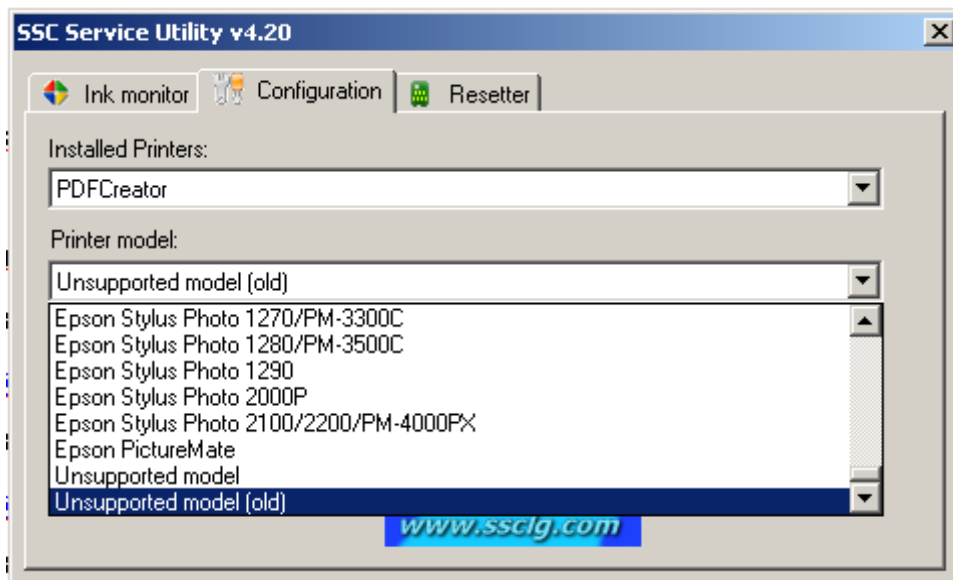 SSC Service Utility v4.20
Ink monitor Configuration Resetter
Installed Printers:
PDFCreator
Printer model:
Unsupported model (old)
Epson Stylus Photo 1270/PM-3300C
Epson Stylus Photo 1280/PM-3500C
Epson Stylus Photo 1290
Epson Stylus Photo 2000P
Epson Stylus Photo 2100/2200/PM-4000PX
Epson PictureMate
Unsupported model
Unsupported model (old)
www.ssclg.com